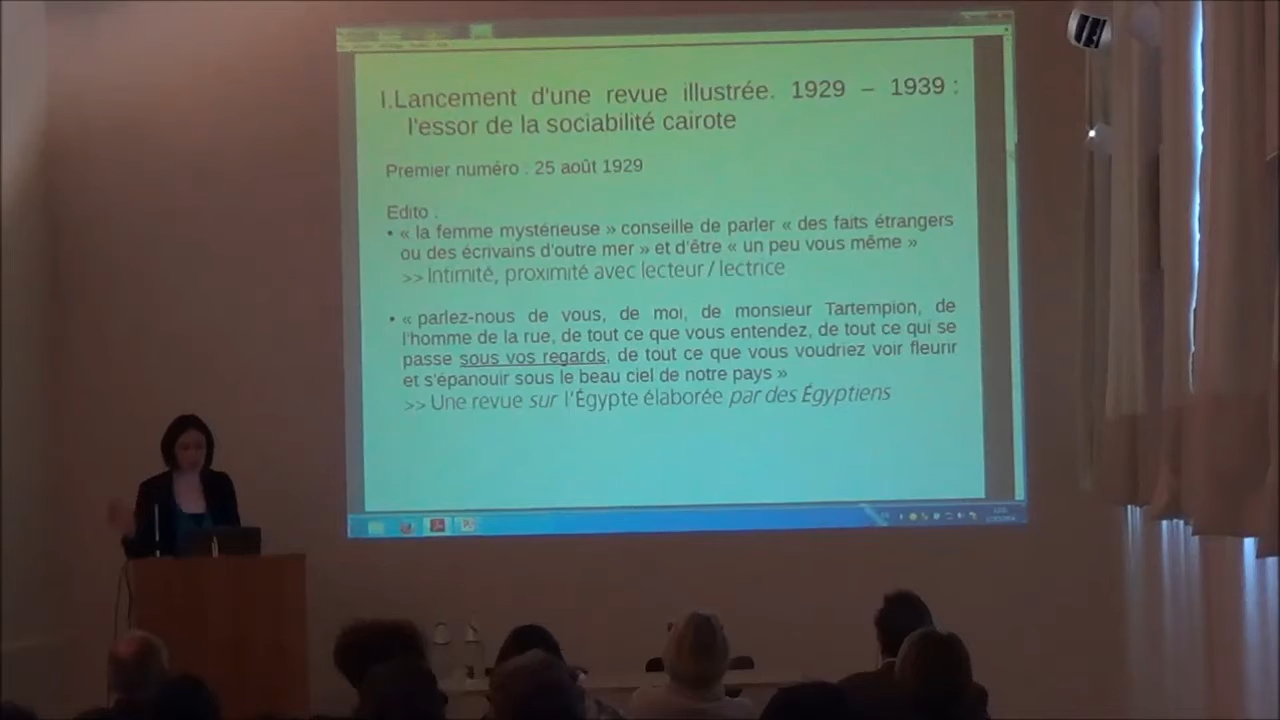 I.Lancement d'une revue illustrée. 1929 – 1939 :
l'essor de la sociabilité cairote
Premier numéro : 25 août 1929
Edito :
• « la femme mystérieuse » conseille de parler « des faits étrangers
ou des écrivains d'outre mer » et d'être « un peu vous même »
>> Intimité, proximité avec lecteur / lectrice
• « parlez-nous de vous, de moi, de monsieur Tartempion, de
l'homme de la rue, de tout ce que vous entendez, de tout ce qui se
passe sous vos regards, de tout ce que vous voudriez voir fleurir
et s'épanouir sous le beau ciel de notre pays »
>> Une revue sur l'Égypte élaborée par des Égyptiens